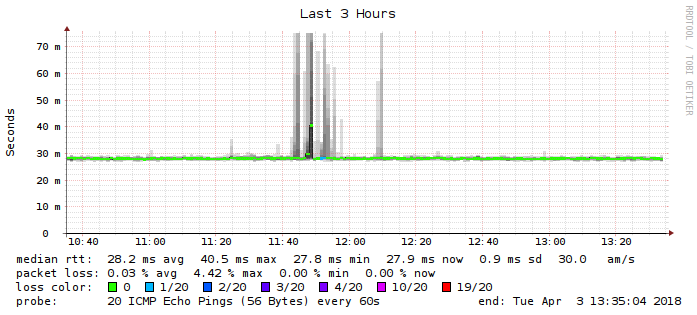 Last 3 Hours
RRDTOOL / TOBI OETIKER
Seconds
70 m
60 m
50 m
40 m
30 m
20 m
10 m
0
10:40 11:00 11:20 11:40 12:00 12:20 12:40 13:00 13:20
median rtt: 28.2 ms avg 40.5 ms max 27.8 ms min 27.9 ms now 0.9 ms sd 30.0 am/s
packet loss: 0.03 % avg 4.42 % max 0.00 % min 0.00 % now
loss color: 0 1/20 2/20 3/20 4/20 10/20 19/20
probe: 20 ICMP Echo Pings (56 Bytes) every 60s end: Tue Apr 3 13:35:04 2018